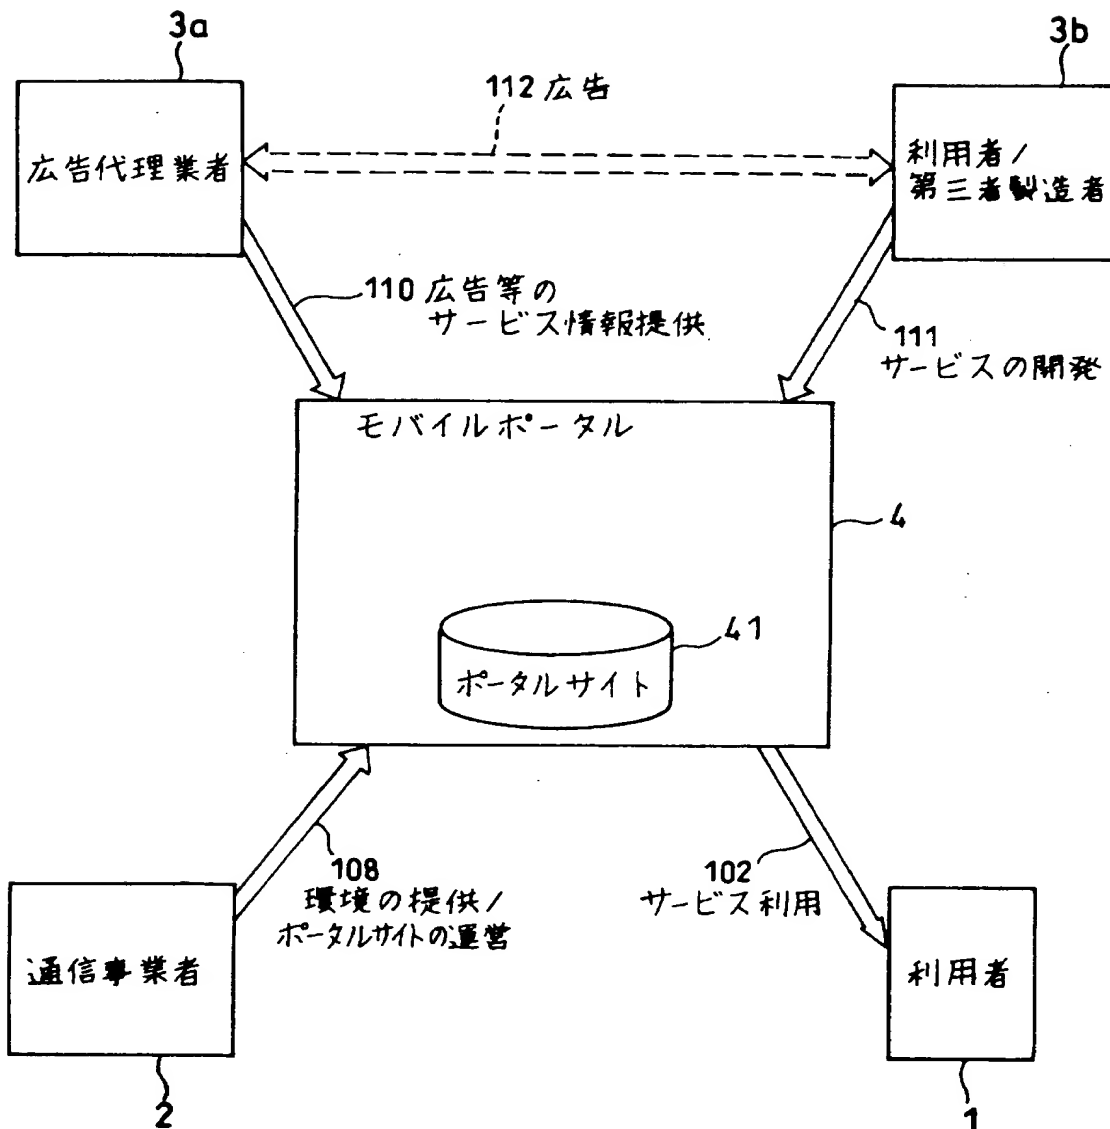 3a
3b
112 広告
広告代理業者
利用者/
第三者製造者
110 広告等の
サービス情報提供
111
サービスの開発
モバイルポータル
4
41
ポータルサイト
108
環境の提供/
ポータルサイトの運営
102
サービス利用
通信事業者
利用者
2
1